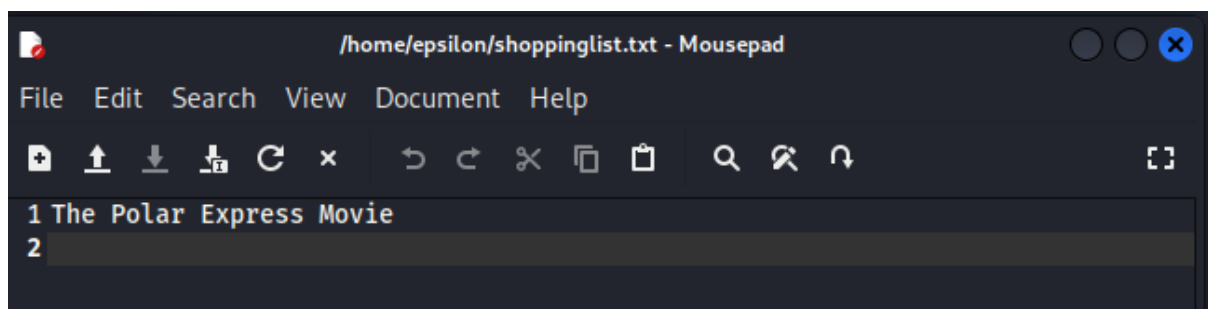 /home/epsilon/shoppinglist.txt - Mousepad
File Edit Search View Document Help
1 The Polar Express Movie
2